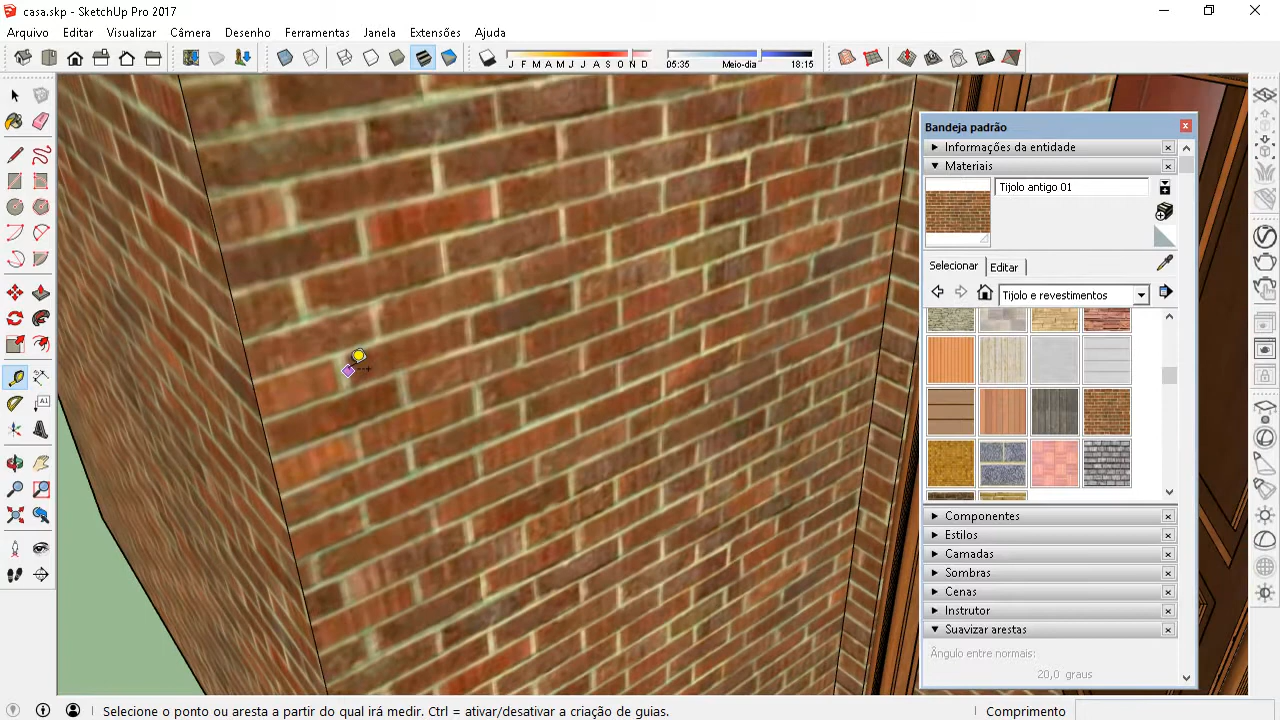 casa.skp - SketchUp Pro 2017
Arquivo Editar Visualizar Câmera Desenho Ferramentas Janela Extensões Ajuda
J F M A M J J A S O N D 05:35 Meio-dia 18:15
Bandeja padrão
Informações da entidade
Materiais
Tijolo antigo 01
Selecionar Editar
Tijolo e revestimentos
A1
Componentes
Estilos
Camadas
Sombras
Cenas
Instrutor
Suavizar arestas
Ângulo entre normais:
20,0 graus
Selecione o ponto ou aresta a partir do qual a medir. Ctrl = ativar/desativar a criação de guias. Comprimento